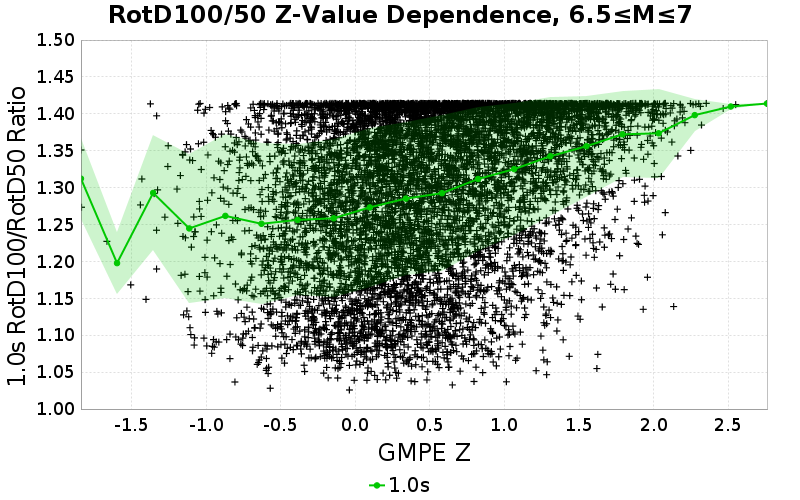 RotD100/50 Z-Value Dependence, 6.5≤M≤7
1.50
1.45
1.40
1.35
1.30
1.25
1.20
1.15
1.10
1.05
1.00
1.0s RotD100/RotD50 Ratio
-1.5 -1.0 -0.5 0.0 0.5 1.0 1.5 2.0 2.5
GMPE Z
1.0s